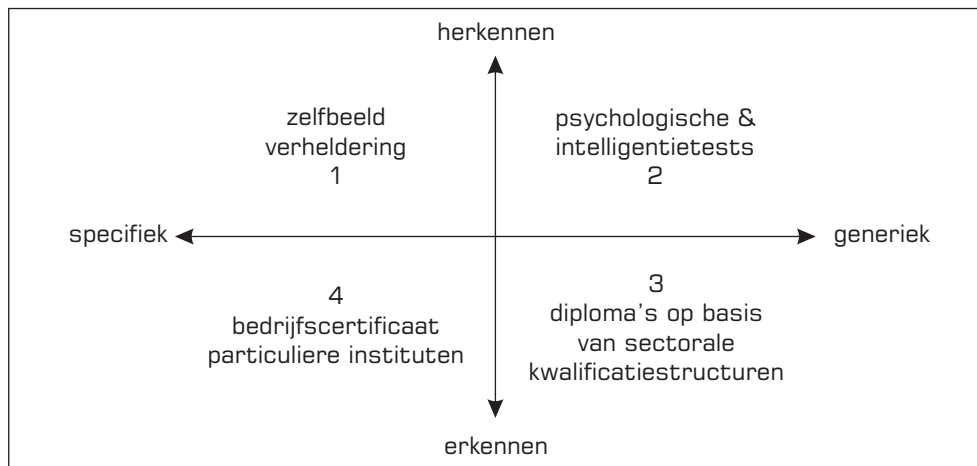 herkennen
zelfbeeld
verheldering
1
psychologische &
intelligentietests
2
specifiek
generiek
4
bedrijfscertificaat
particuliere instituten
3
diploma's op basis
van sectorale
kwalificatiestructuren
erkennen